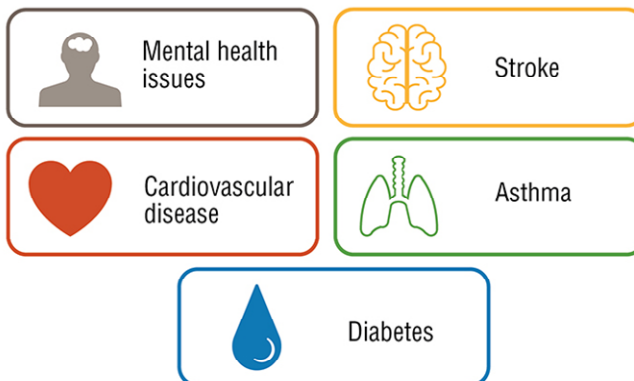 Mental health
issues
Stroke
Cardiovascular
disease
Asthma
Diabetes